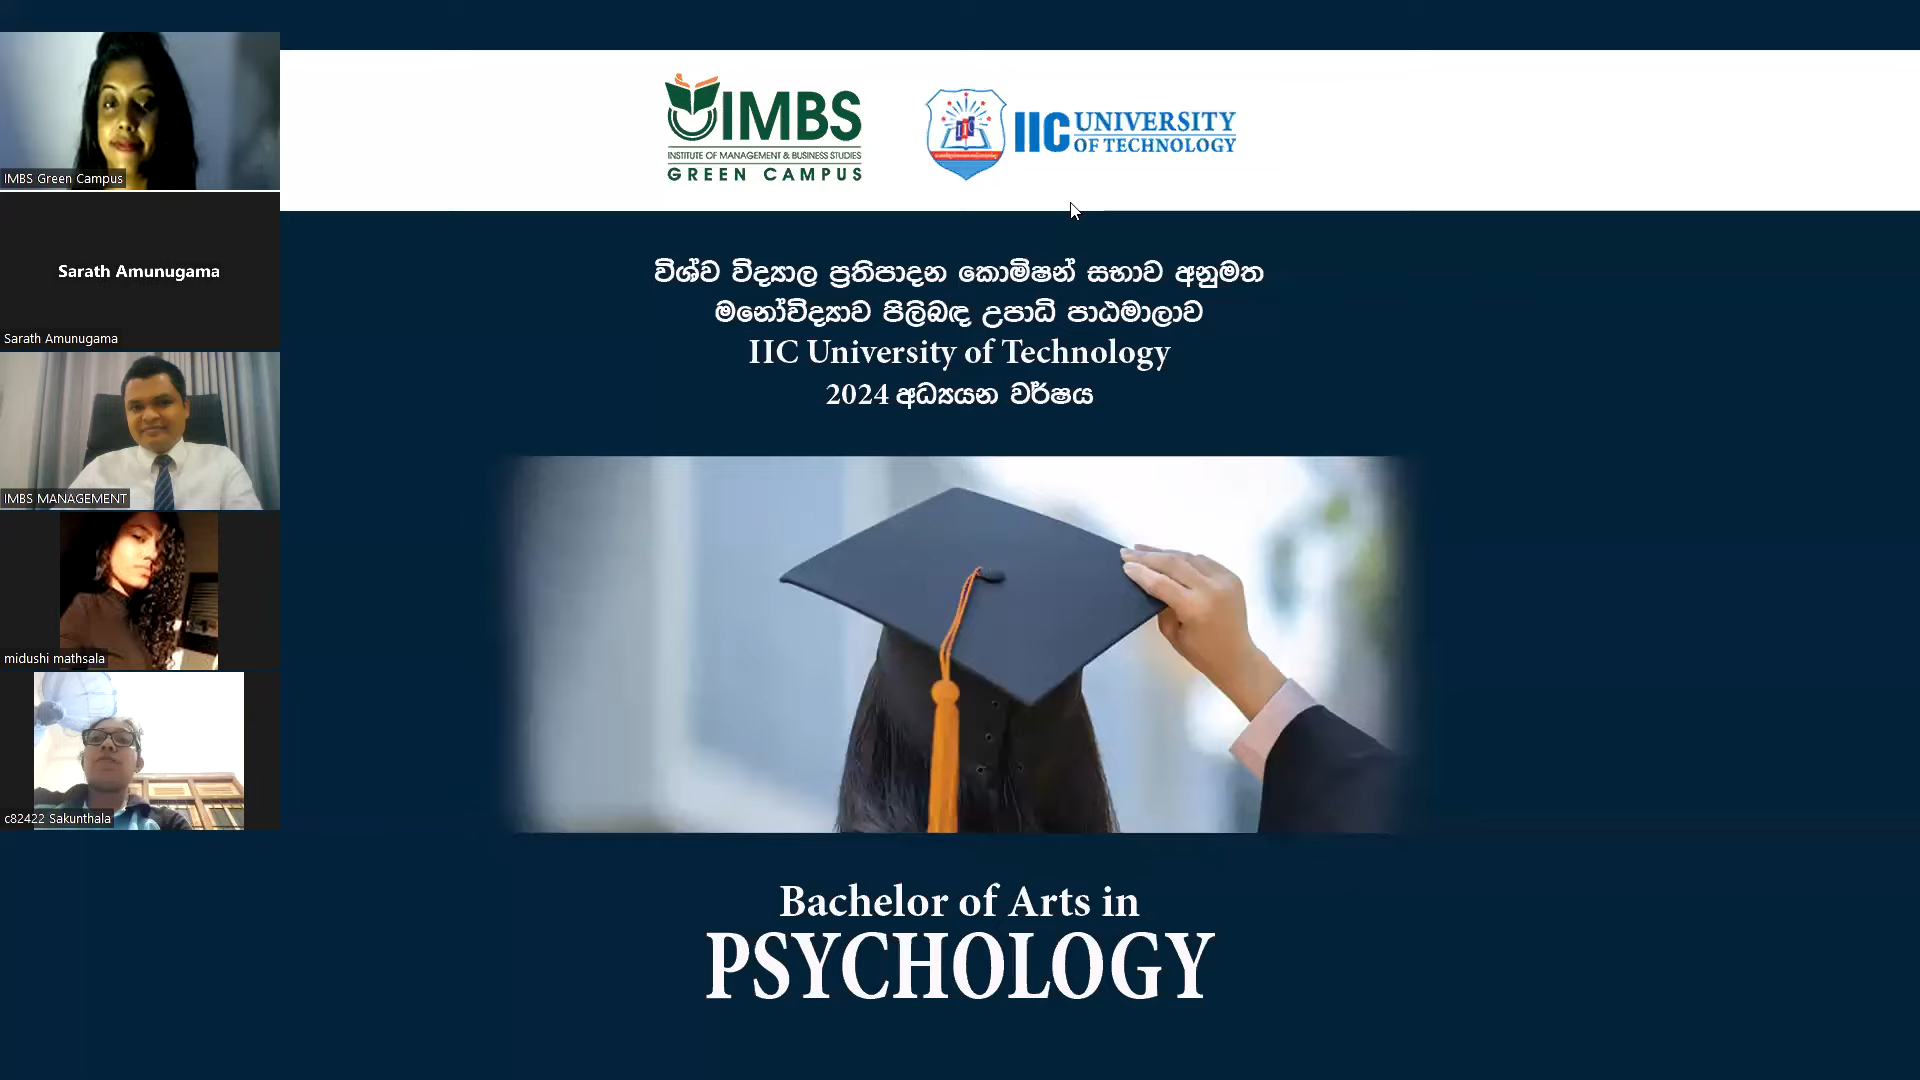 IMBS
INSTITUTE OF MANAGEMENT & BUSINESS STUDIES
GREEN CAMPUS
IIC UNIVERSITY
OF TECHNOLOGY
විශ්ව විද්‍යාල ප්‍රතිපාදන කොමිෂන් සභාව අනුමත
මනෝවිද්‍යාව පිලිබඳ උපාධි පාඨමාලාව
IIC University of Technology
2024 අධ්‍යයන වර්ෂය
Bachelor of Arts in
PSYCHOLOGY
IMBS Green Campus
Sarath Amunugama
Sarath Amunugama
IMBS MANAGEMENT
midushi mathsala
c82422 Sakunthala